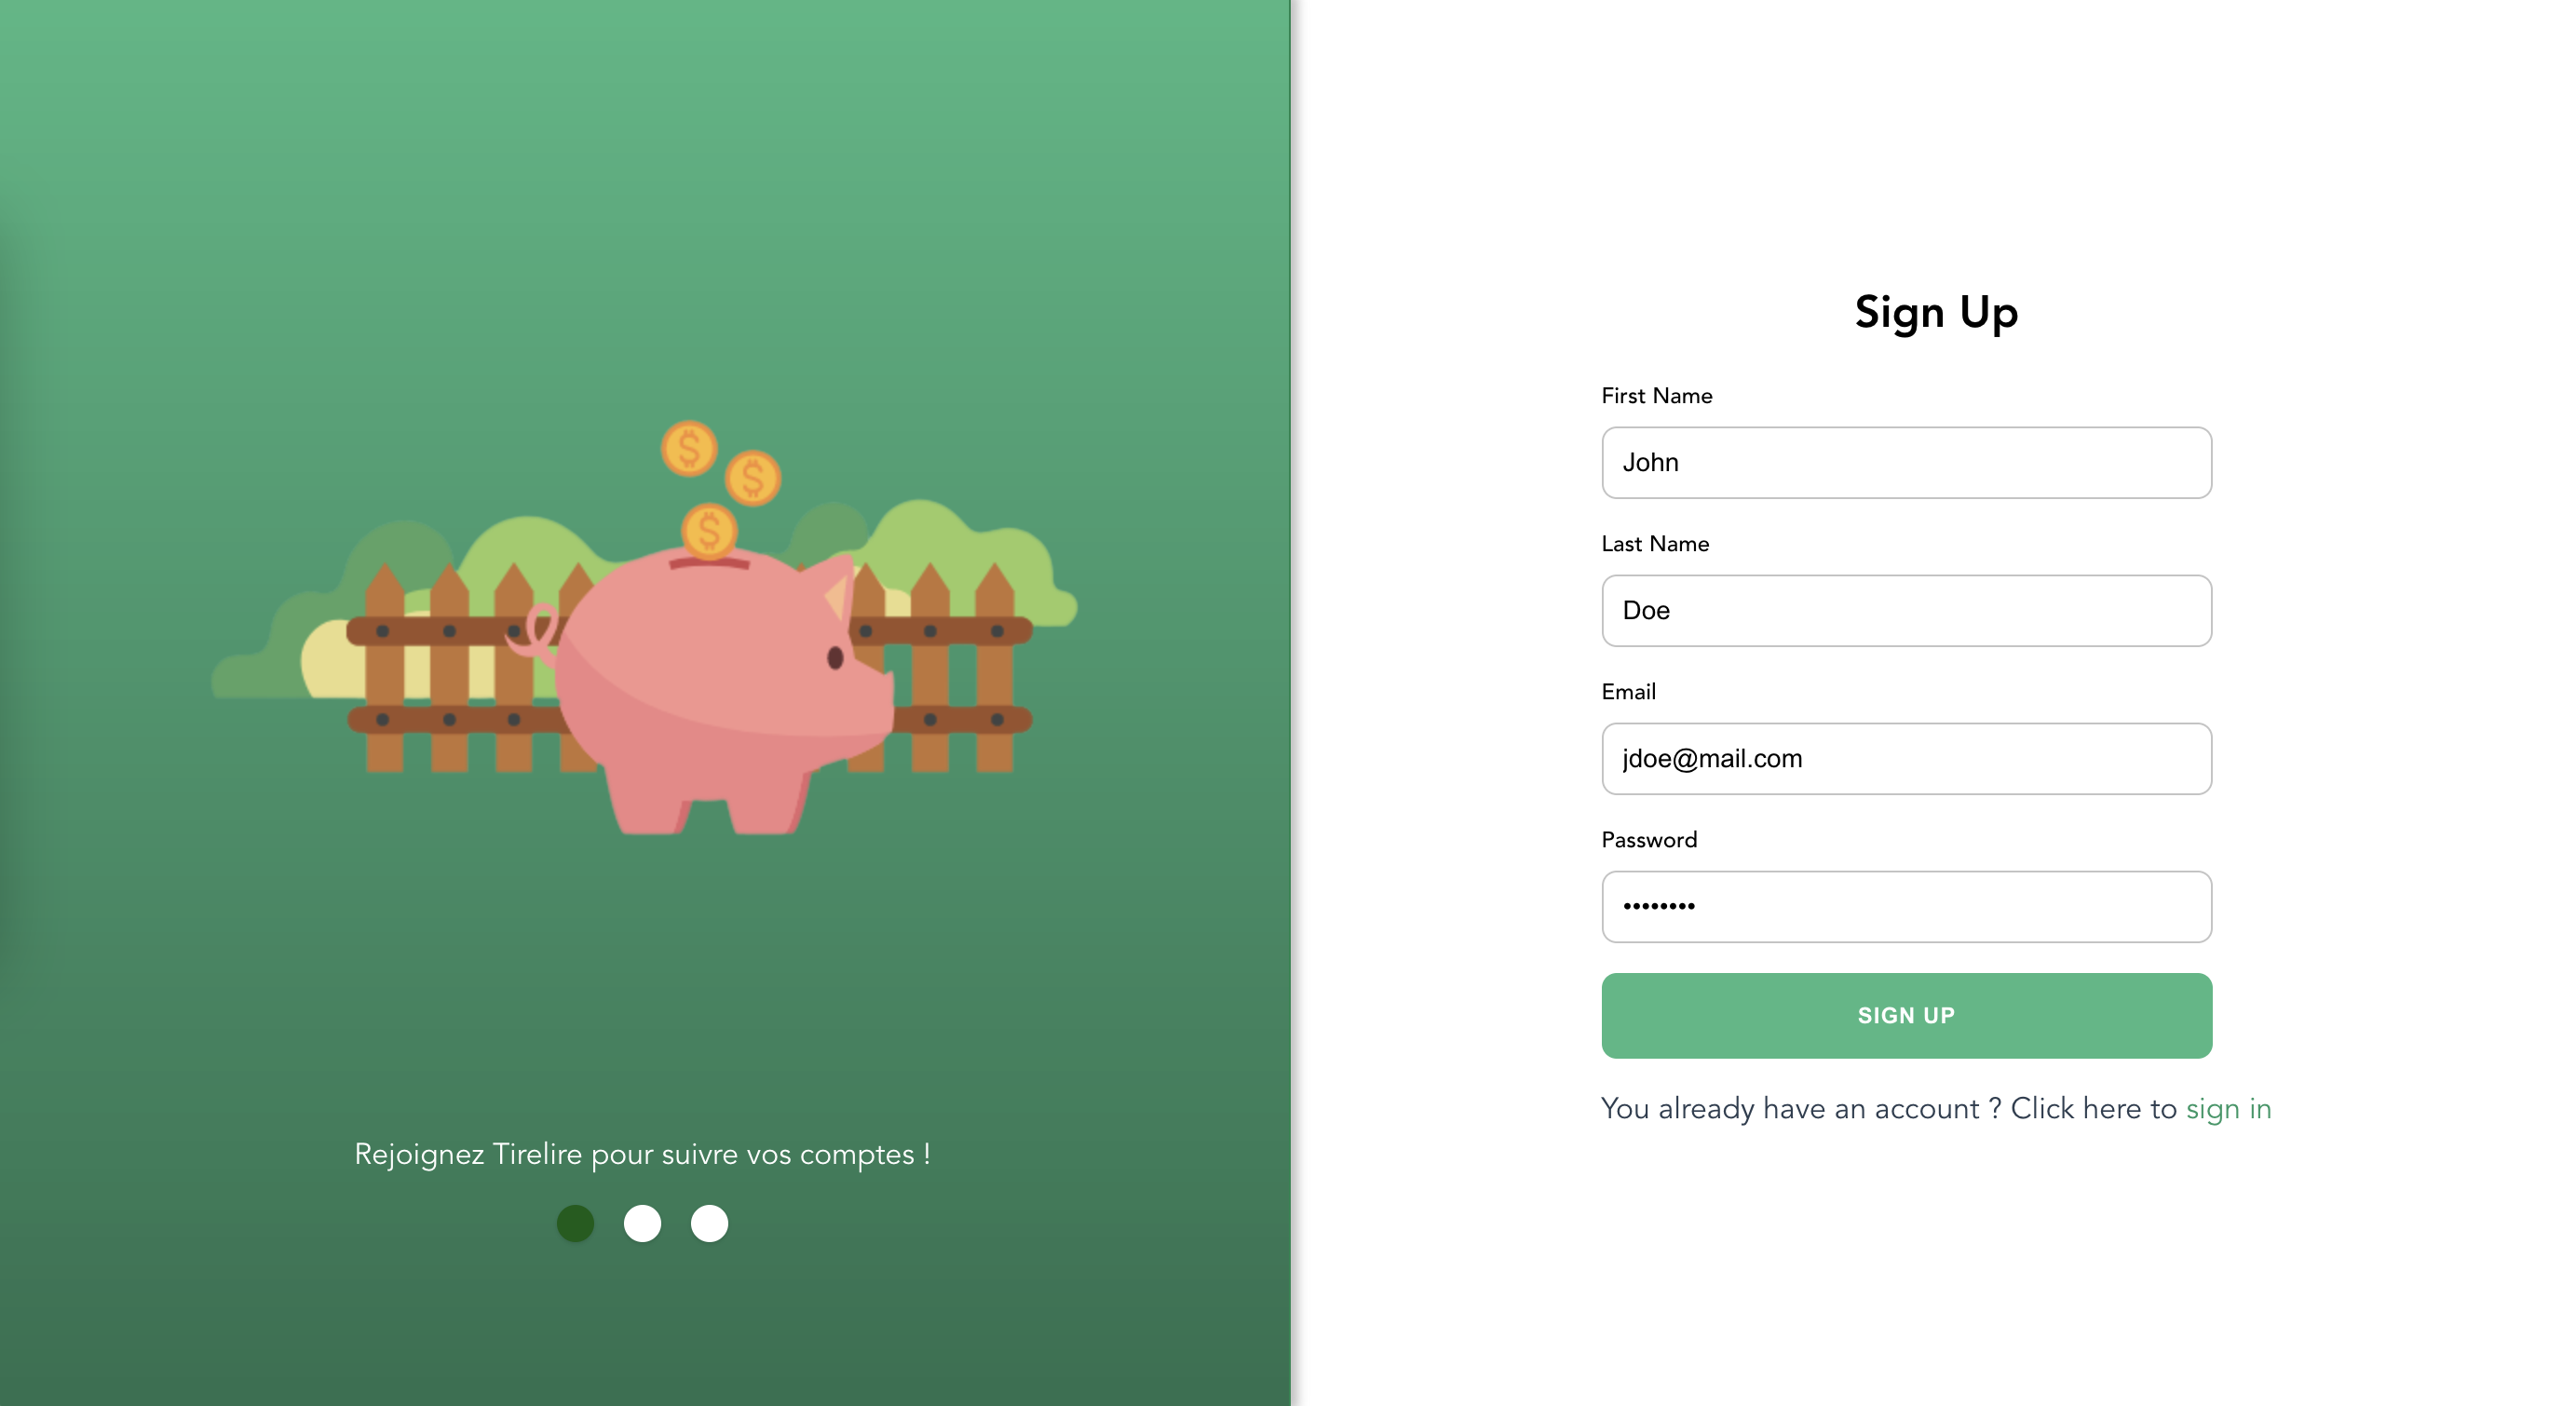 Rejoignez Tirelire pour suivre vos comptes !
Sign Up
First Name
John
Last Name
Doe
Email
jdoe@mail.com
Password
••••••••
SIGN UP
You already have an account ? Click here to sign in